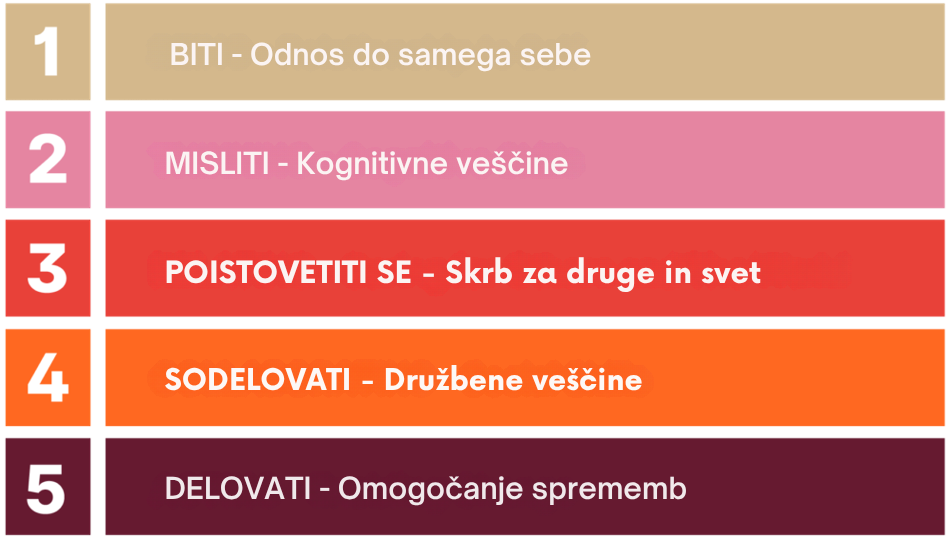 1 BITI - Odnos do samega sebe
2 MISLITI - Kognitivne veščine
3 POISTOVETITI SE - Skrb za druge in svet
4 SODELOVATI - Družbene veščine
5 DELOVATI - Omogočanje sprememb